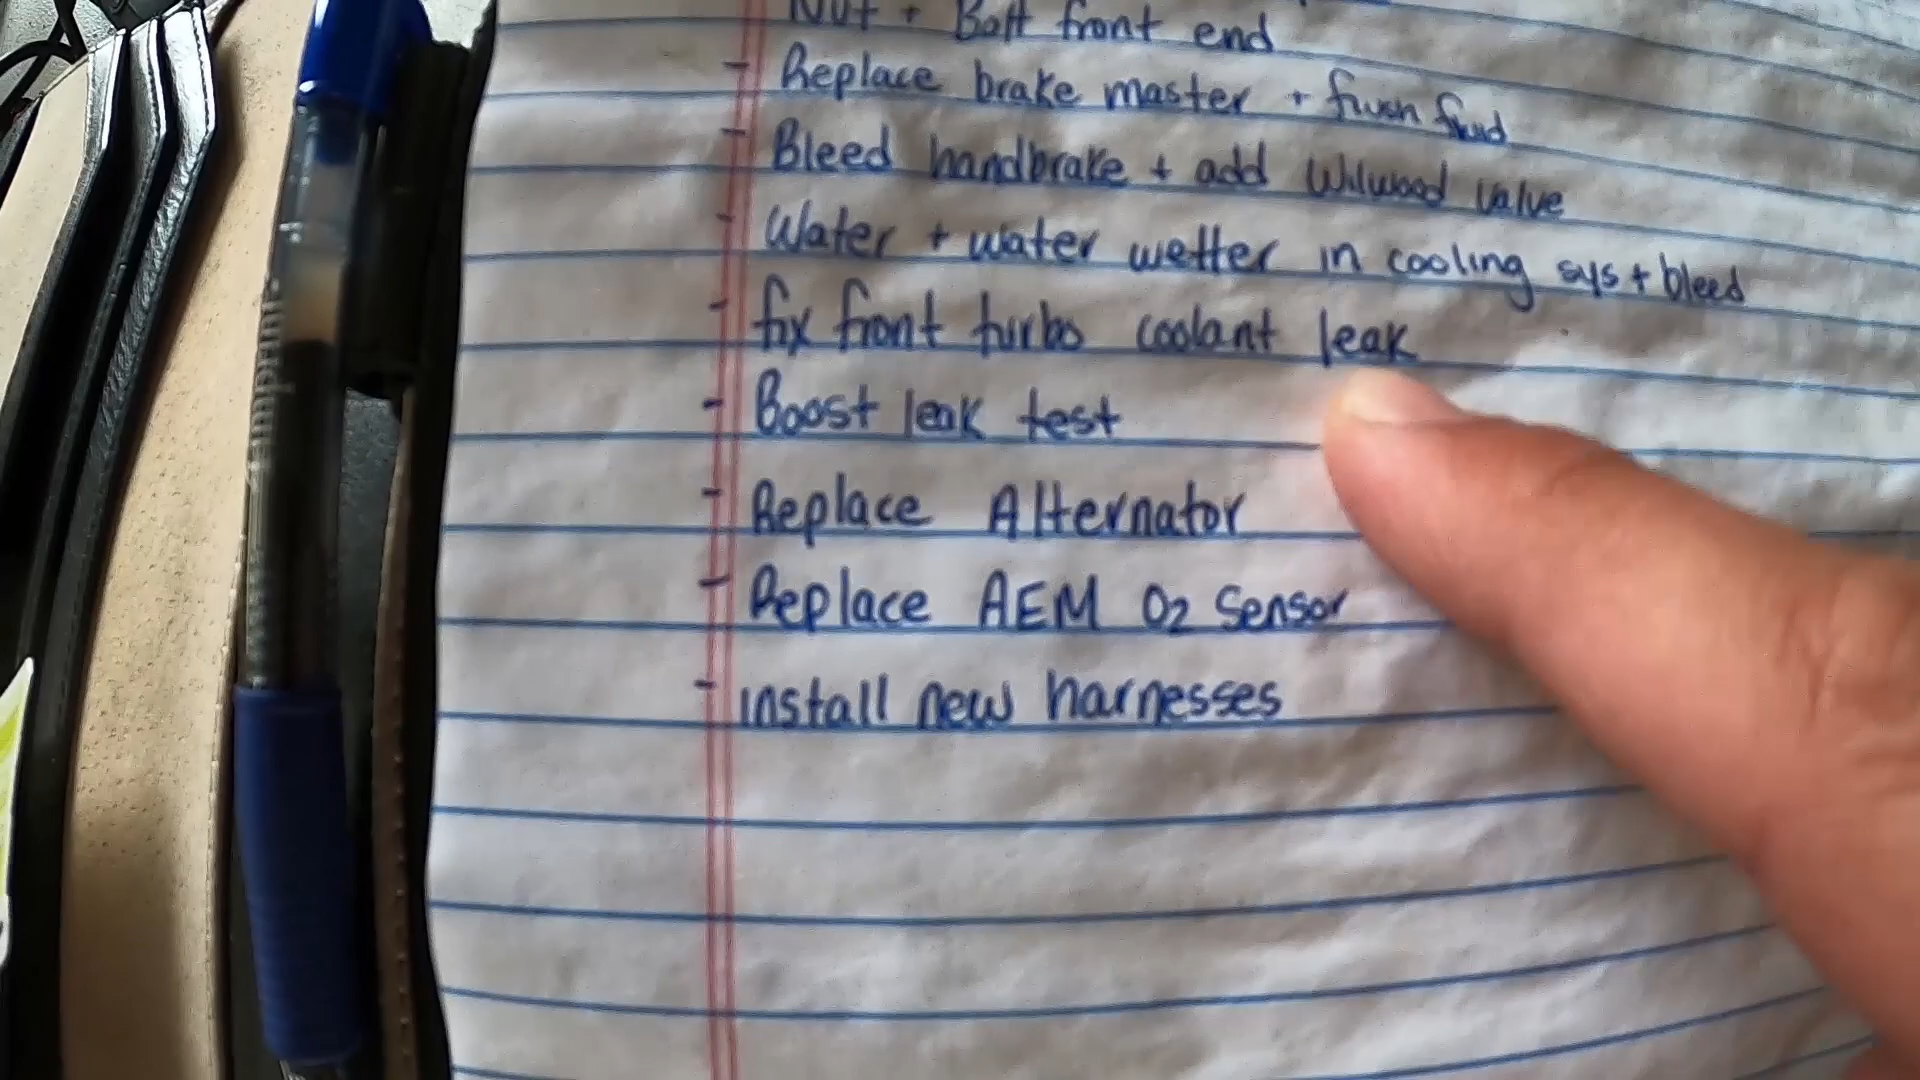 Nut + Bolt front end
- Replace brake master + flush fluid
- Bleed handbrake + add Wilwood valve
- Water + water wetter in cooling sys + bleed
- fix front turbo coolant leak
- Boost leak test
- Replace Alternator
- Replace AEM O2 Sensor
- install new harnesses